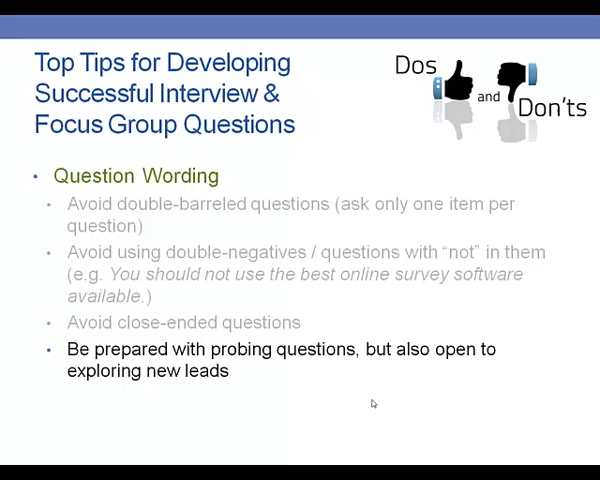 Top Tips for Developing
Successful Interview &
Focus Group Questions
Dos
and
Don'ts
• Question Wording
• Avoid double-barreled questions (ask only one item per
question)
• Avoid using double-negatives / questions with “not” in them
(e.g. You should not use the best online survey software
available.)
• Avoid close-ended questions
• Be prepared with probing questions, but also open to
exploring new leads